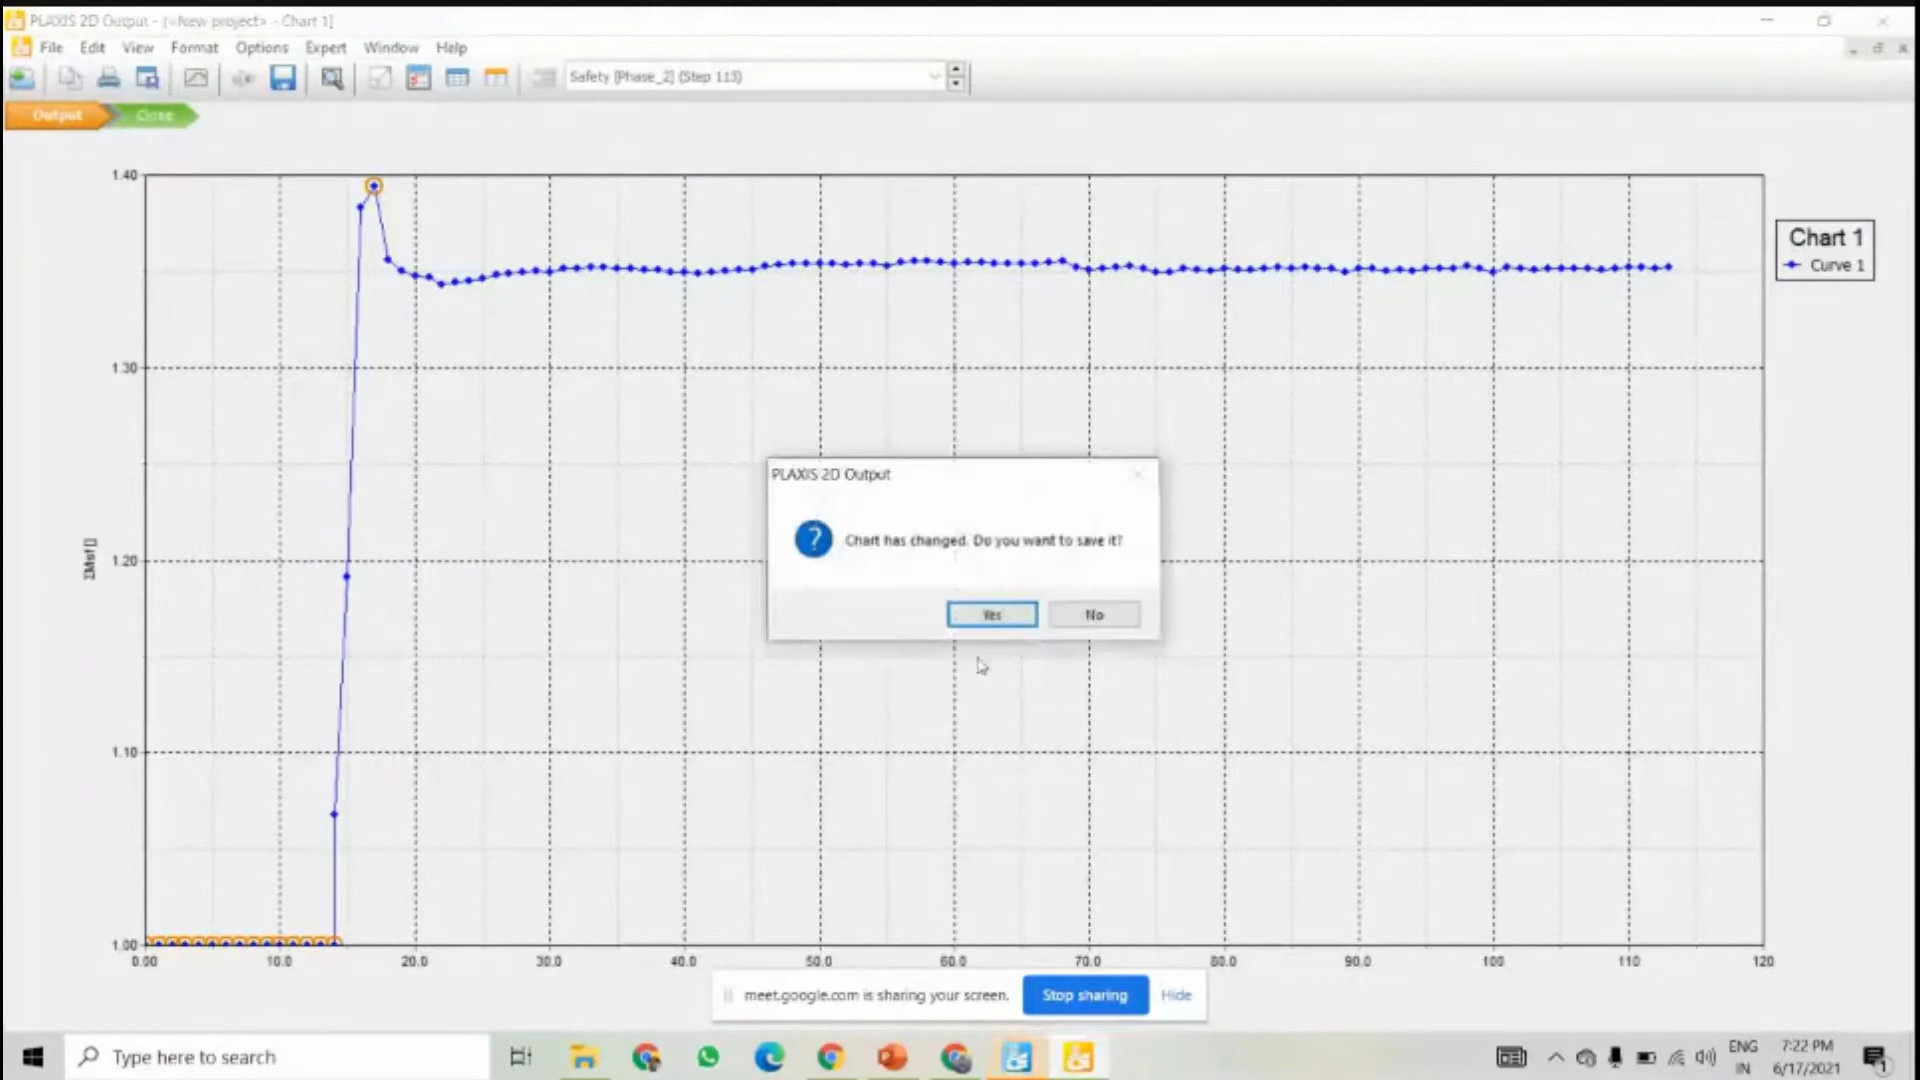 PLAXIS 2D Output - [<New project> - Chart 1]
File Edit View Format Options Expert Window Help
Safety [Phase_2] (Step 113)
Output Close
1.40
1.30
1.20
1.10
1.00
ΣMsf []
0.00 10.0 20.0 30.0 40.0 50.0 60.0 70.0 80.0 90.0 100 110 120
Chart 1
Curve 1
PLAXIS 2D Output
Chart has changed. Do you want to save it?
Yes No
meet.google.com is sharing your screen. Stop sharing Hide
Type here to search
ENG
IN
7:22 PM
6/17/2021
1